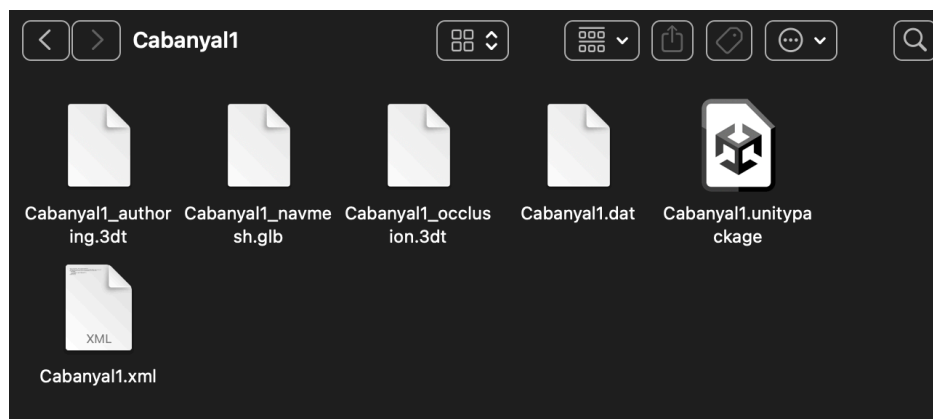 Cabanyal1
Cabanyal1_author
ing.3dt
Cabanyal1_navme
sh.glb
Cabanyal1_occlus
ion.3dt
Cabanyal1.dat
Cabanyal1.unitypa
ckage
XML
Cabanyal1.xml